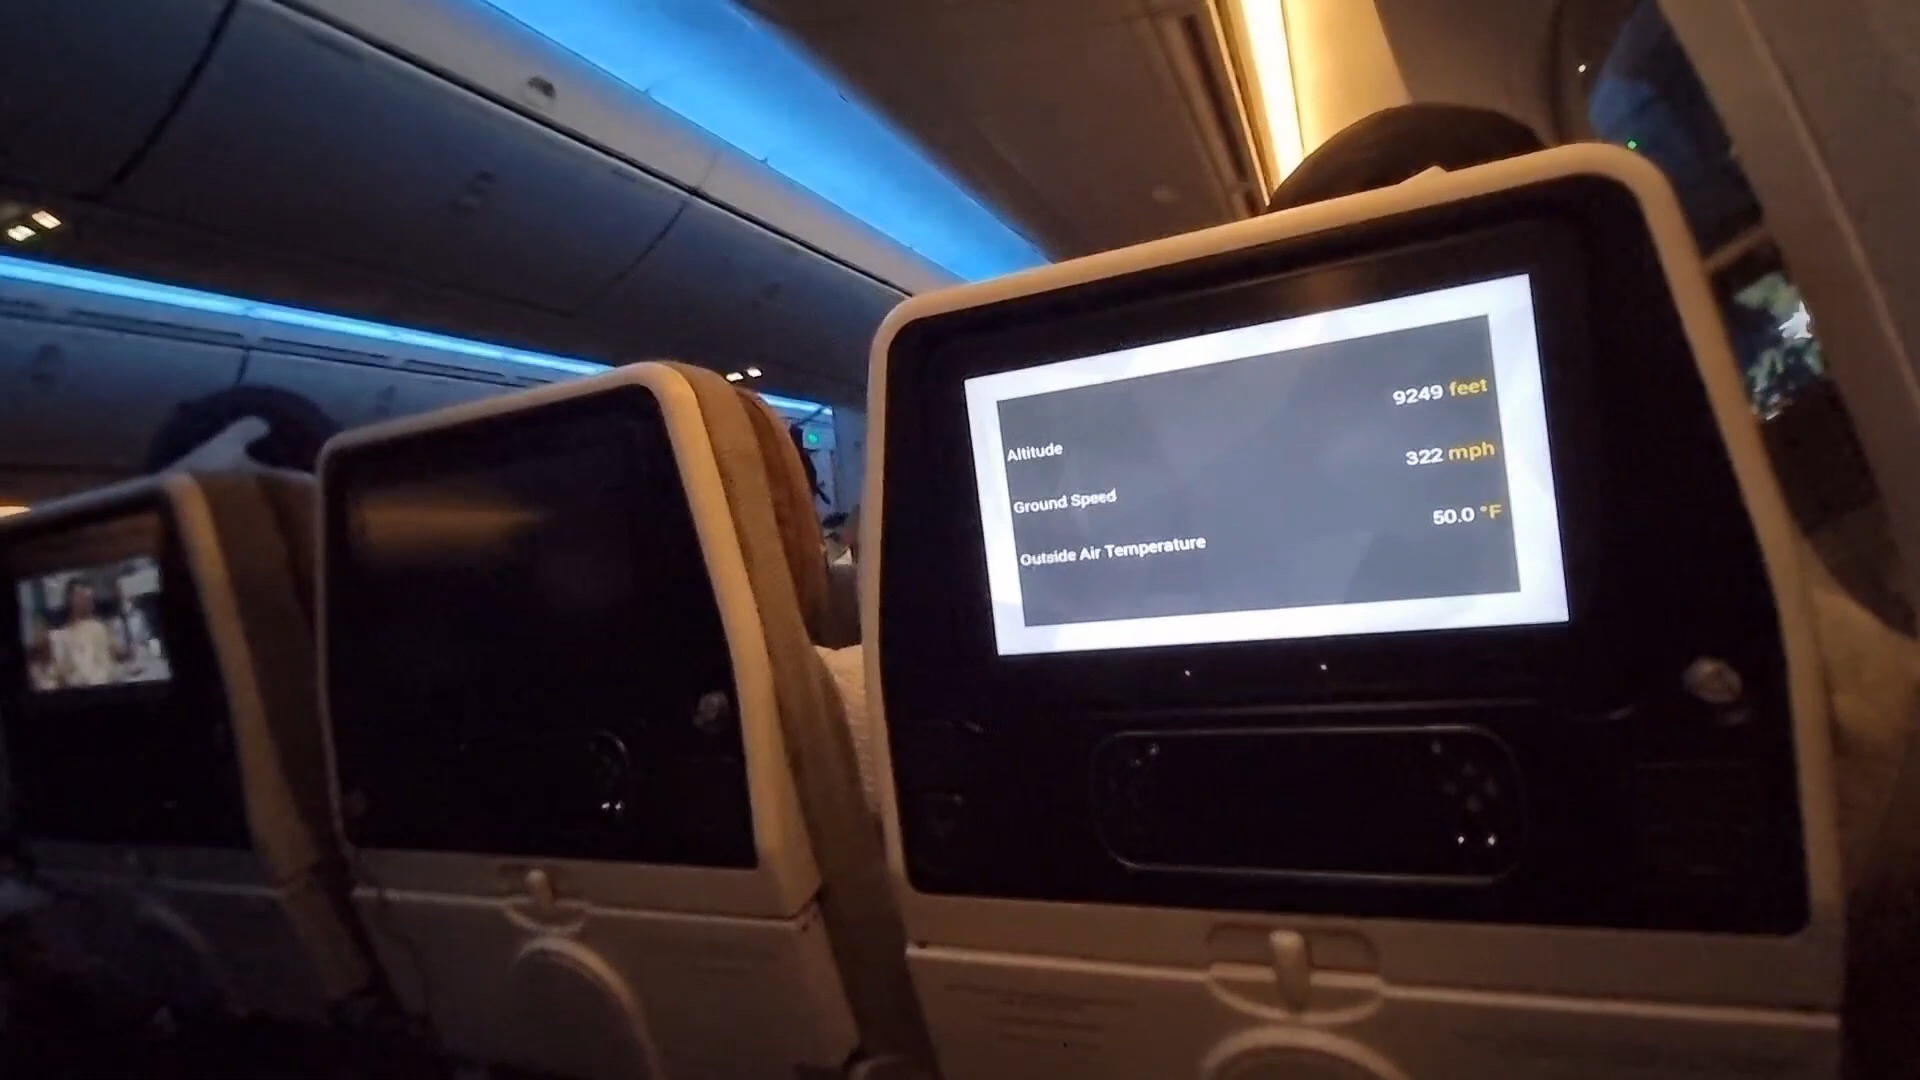 9249 feet
Altitude
322 mph
Ground Speed
50.0 °F
Outside Air Temperature